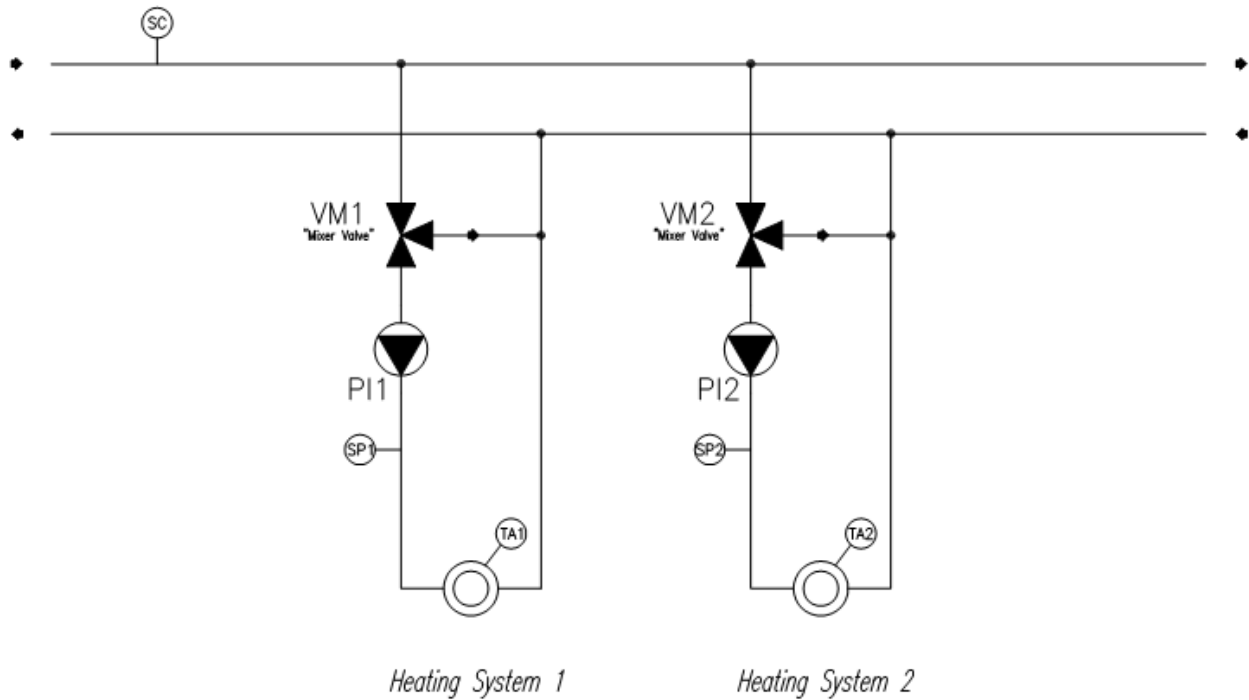 SC
VM1
"Mixer Valve"
VM2
"Mixer Valve"
PI1
PI2
SP1
SP2
TA1
TA2
Heating System 1
Heating System 2